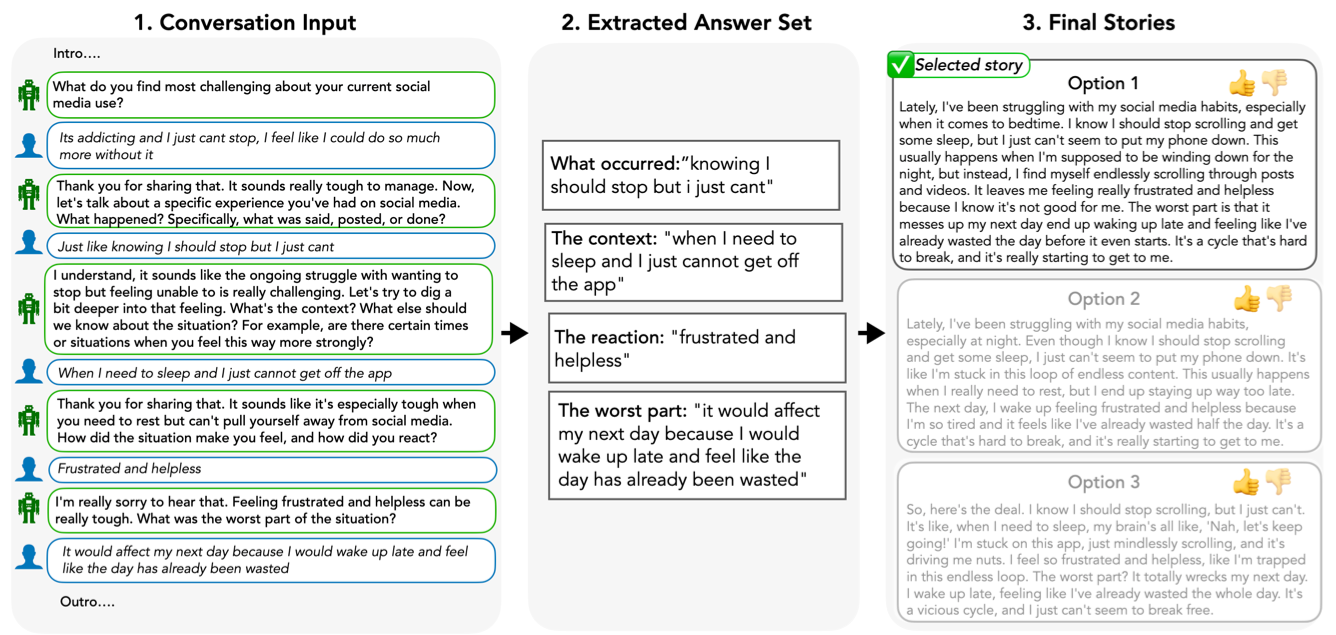 1. Conversation Input
Intro....
What do you find most challenging about your current social
media use?
Its addicting and I just cant stop, I feel like I could do so much
more without it
Thank you for sharing that. It sounds really tough to manage. Now,
let's talk about a specific experience you've had on social media.
What happened? Specifically, what was said, posted, or done?
Just like knowing I should stop but I just cant
I understand, it sounds like the ongoing struggle with wanting to
stop but feeling unable to is really challenging. Let's try to dig a
bit deeper into that feeling. What's the context? What else should
we know about the situation? For example, are there certain times
or situations when you feel this way more strongly?
When I need to sleep and I just cannot get off the app
Thank you for sharing that. It sounds like it's especially tough when
you need to rest but can't pull yourself away from social media.
How did the situation make you feel, and how did you react?
Frustrated and helpless
I'm really sorry to hear that. Feeling frustrated and helpless can be
really tough. What was the worst part of the situation?
It would affect my next day because I would wake up late and feel
like the day has already been wasted
Outro....
2. Extracted Answer Set
What occurred:"knowing I
should stop but i just cant"
The context: "when I need to
sleep and I just cannot get off
the app"
The reaction: "frustrated and
helpless"
The worst part: "it would affect
my next day because I would
wake up late and feel like the
day has already been wasted"
3. Final Stories
Selected story
Option 1
Lately, I've been struggling with my social media habits, especially
when it comes to bedtime. I know I should stop scrolling and get
some sleep, but I just can't seem to put my phone down. This
usually happens when I'm supposed to be winding down for the
night, but instead, I find myself endlessly scrolling through posts
and videos. It leaves me feeling really frustrated and helpless
because I know it's not good for me. The worst part is that it
messes up my next day end up waking up late and feeling like I've
already wasted the day before it even starts. It's a cycle that's hard
to break, and it's really starting to get to me.
Option 2
Lately, I've been struggling with my social media habits,
especially at night. Even though I know I should stop scrolling
and get some sleep, I just can't seem to put my phone down. It's
like I'm stuck in this loop of endless content. This usually happens
when I really need to rest, but I end up staying up way too late.
The next day, I wake up feeling frustrated and helpless because
I'm so tired and it feels like I've already wasted half the day. It's a
cycle that's hard to break, and it's really starting to get to me.
Option 3
So, here's the deal. I know I should stop scrolling, but I just can't.
It's like, when I need to sleep, my brain's all like, 'Nah, let's keep
going!' I'm stuck on this app, just mindlessly scrolling, and it's
driving me nuts. I feel so frustrated and helpless, like I'm trapped
in this endless loop. The worst part? It totally wrecks my next day.
I wake up late, feeling like I've already wasted the whole day. It's
a vicious cycle, and I just can't seem to break free.